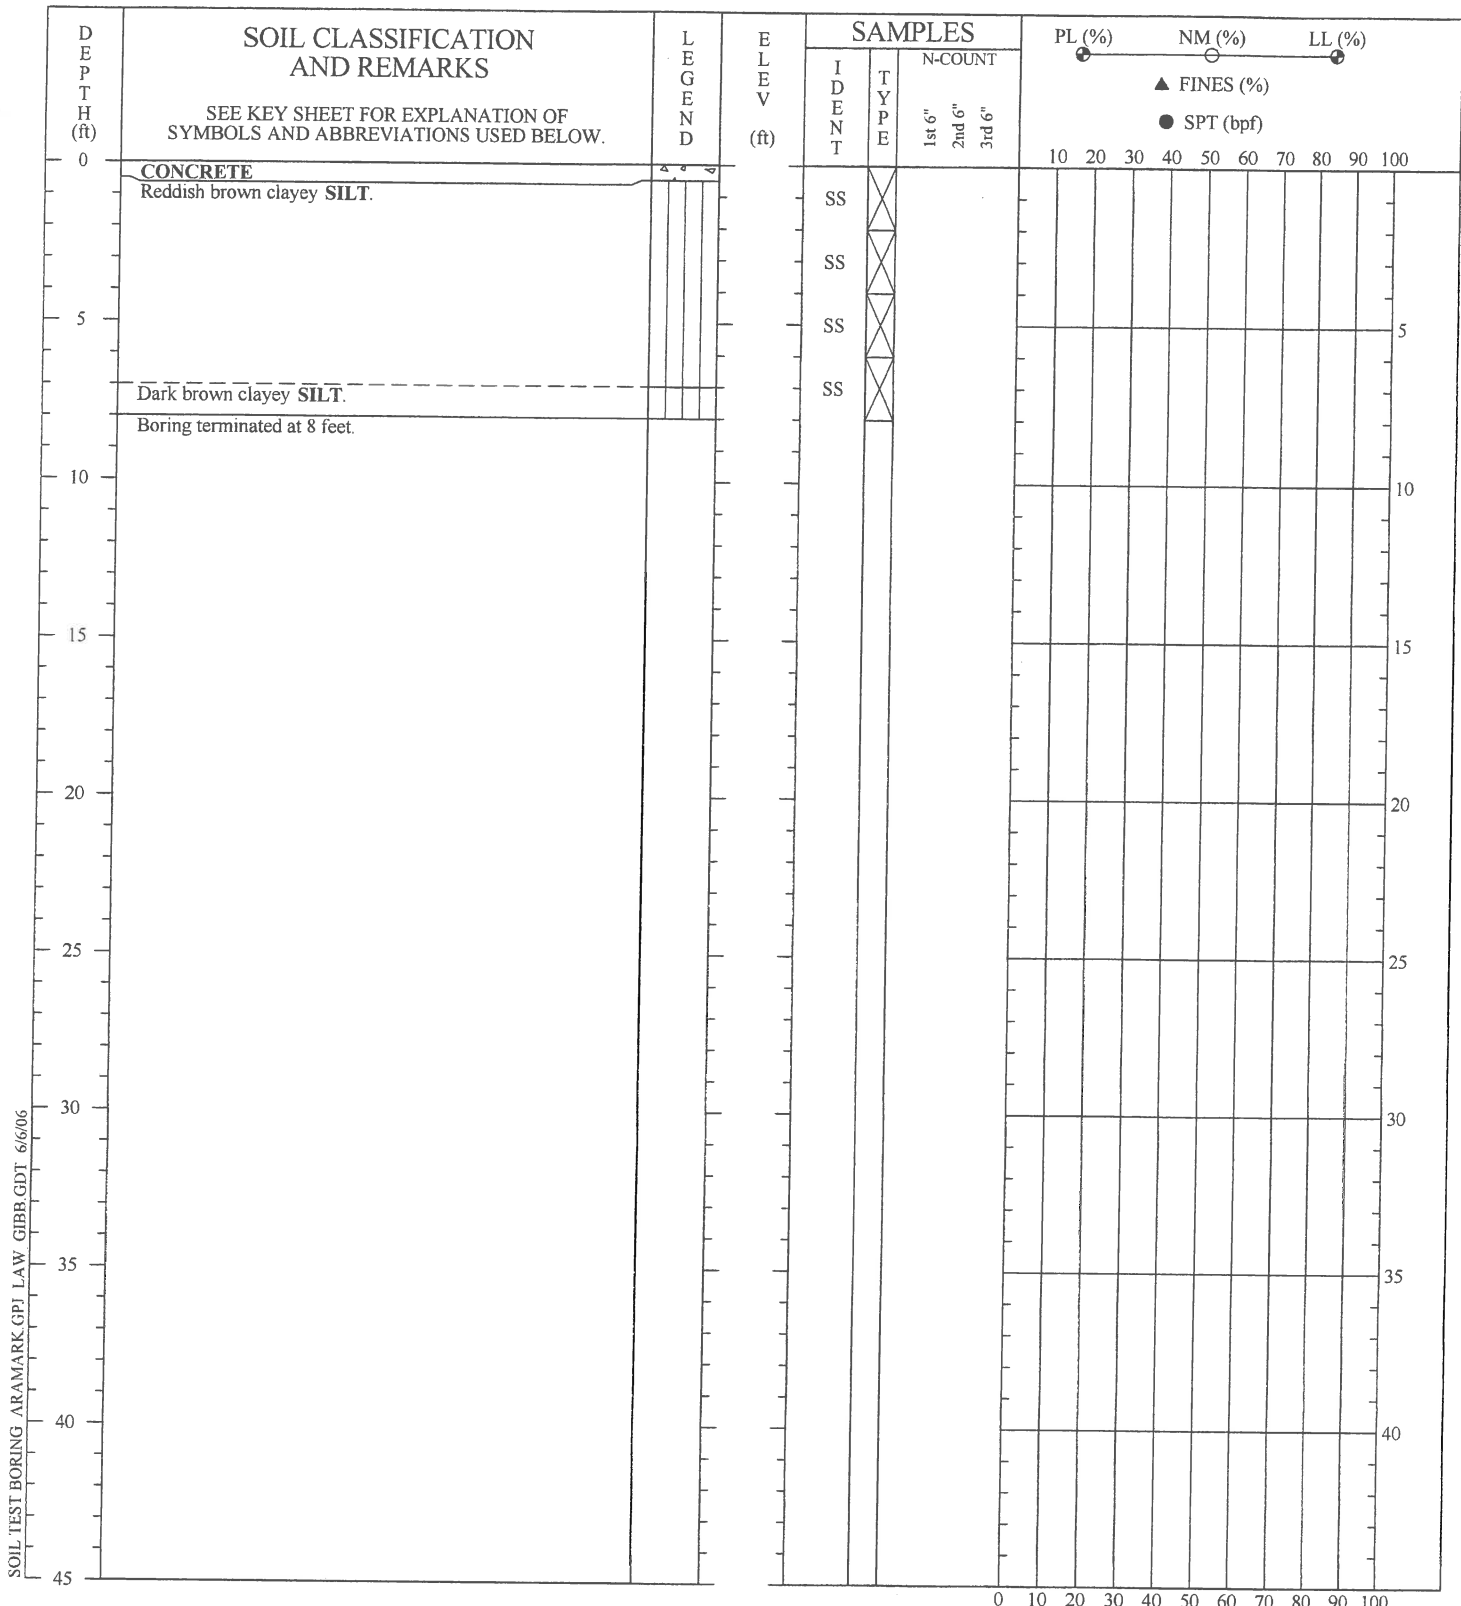 DEPTH (ft)
SOIL CLASSIFICATION
AND REMARKS
SEE KEY SHEET FOR EXPLANATION OF
SYMBOLS AND ABBREVIATIONS USED BELOW.
LEGEND
ELEV (ft)
SAMPLES
IDENT
TYPE
N-COUNT
1st 6"
2nd 6"
3rd 6"
PL (%) NM (%) LL (%)
▲ FINES (%)
● SPT (bpf)
10 20 30 40 50 60 70 80 90 100
0
CONCRETE
Reddish brown clayey SILT.
SS
SS
5 SS 5
Dark brown clayey SILT.
SS
Boring terminated at 8 feet.
10 10
15 15
20 20
25 25
30 30
35 35
40 40
45
0 10 20 30 40 50 60 70 80 90 100
SOIL TEST BORING ARAMARK.GPJ LAW GIBB.GDT 6/6/06